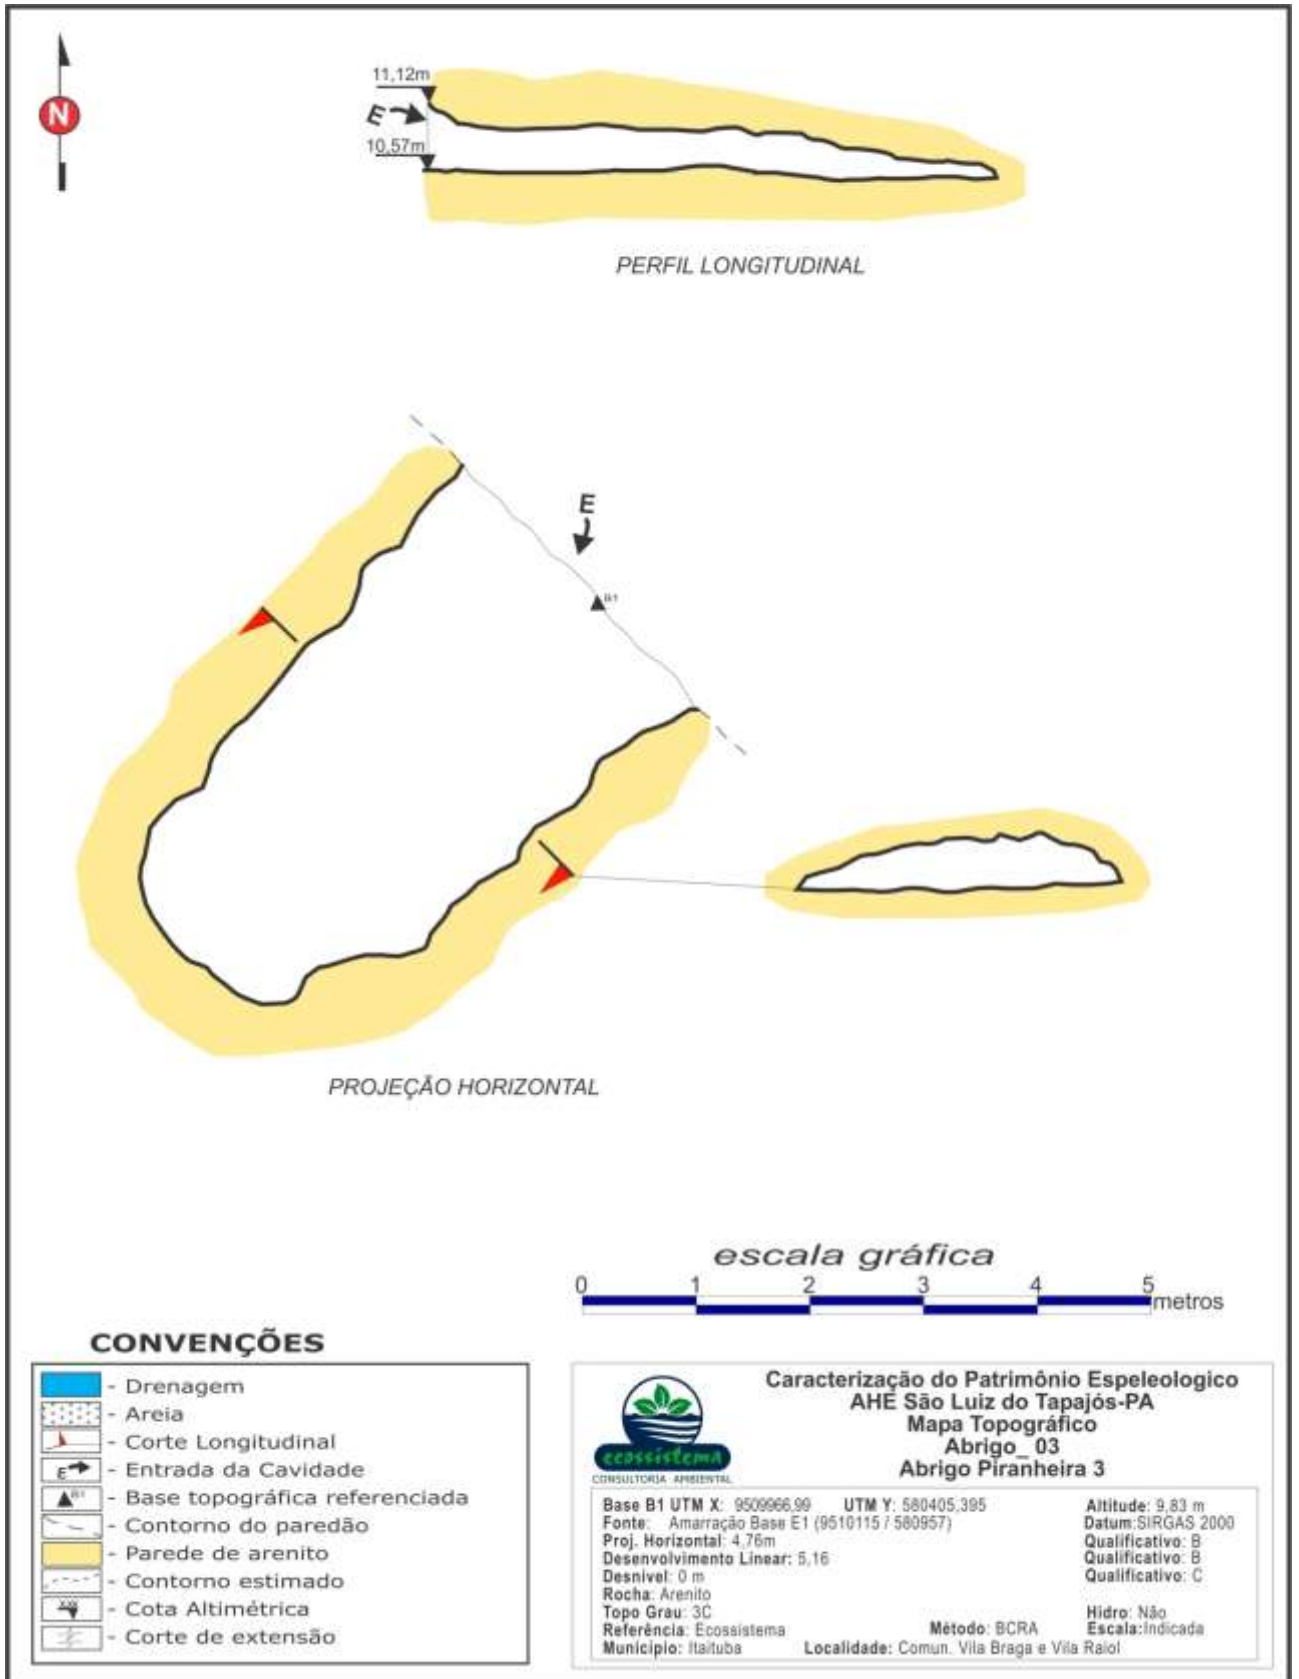 N
11,12m
E
10,57m
PERFIL LONGITUDINAL
E
B1
PROJEÇÃO HORIZONTAL
escala gráfica
0 1 2 3 4 5
metros
CONVENÇÕES
- Drenagem
- Areia
- Corte Longitudinal
E - Entrada da Cavidade
B1 - Base topográfica referenciada
- Contorno do paredão
- Parede de arenito
- Contorno estimado
- Cota Altimétrica
- Corte de extensão
ecossistema
CONSULTORIA AMBIENTAL
Caracterização do Patrimônio Espeleologico
AHE São Luiz do Tapajós-PA
Mapa Topográfico
Abrigo_ 03
Abrigo Piranheira 3
Base B1 UTM X: 9509966,99 UTM Y: 580405,395 Altitude: 9,83 m
Fonte: Amarração Base E1 (9510115 / 580957) Datum:SIRGAS 2000
Proj. Horizontal: 4,76m Qualificativo: B
Desenvolvimento Linear: 5,16 Qualificativo: B
Desnível: 0 m Qualificativo: C
Rocha: Arenito
Topo Grau: 3C Hidro: Não
Referência: Ecossistema Método: BCRA Escala:Indicada
Município: Itaituba Localidade: Comun. Vila Braga e Vila Raiol